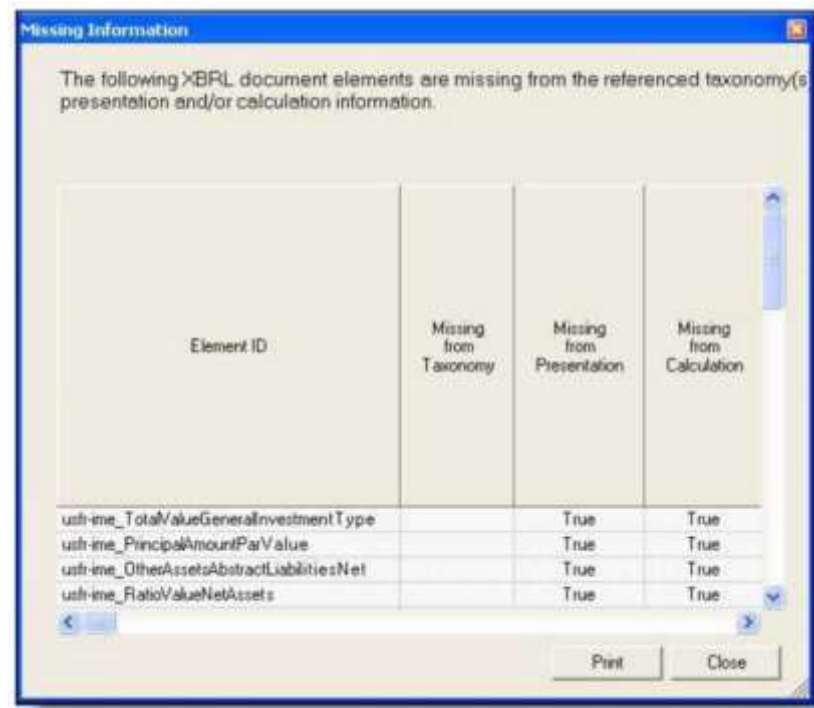 Missing Information
The following XBRL document elements are missing from the referenced taxonomy(s
presentation and/or calculation information.
Element ID
Missing
from
Taxonomy
Missing
from
Presentation
Missing
from
Calculation
usfr-ime_TotalValueGeneralInvestmentType True True
usfr-ime_PrincipalAmountParValue True True
usfr-ime_OtherAssetsAbstractLiabilitiesNet True True
usfr-ime_RatioValueNetAssets True True
Print Close